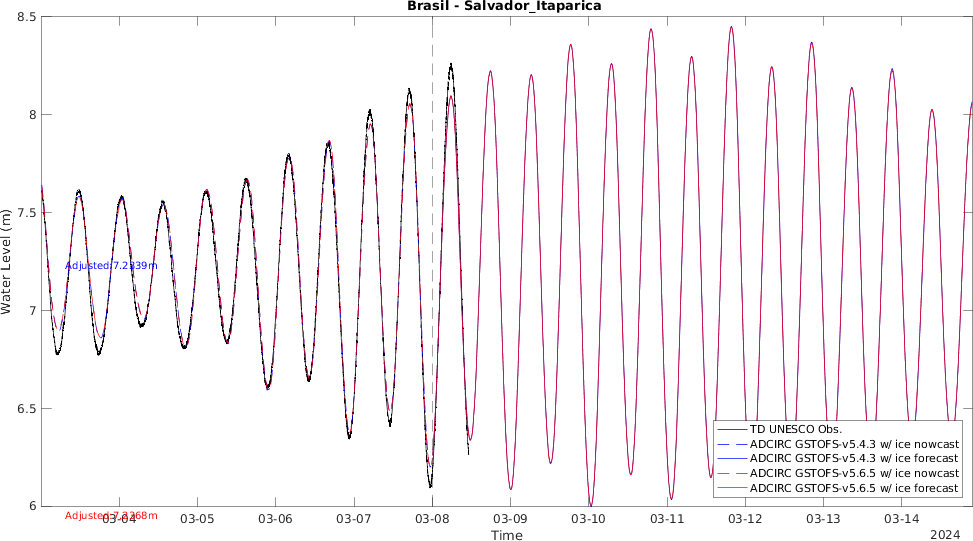 Brasil - Salvador_Itaparica
8.5
8
7.5
7
6.5
6
Water Level (m)
Adjusted:7.2339m
Adjusted:7.2268m
TD UNESCO Obs.
ADCIRC GSTOFS-v5.4.3 w/ ice nowcast
ADCIRC GSTOFS-v5.4.3 w/ ice forecast
ADCIRC GSTOFS-v5.6.5 w/ ice nowcast
ADCIRC GSTOFS-v5.6.5 w/ ice forecast
03-04 03-05 03-06 03-07 03-08 03-09 03-10 03-11 03-12 03-13 03-14
Time
2024